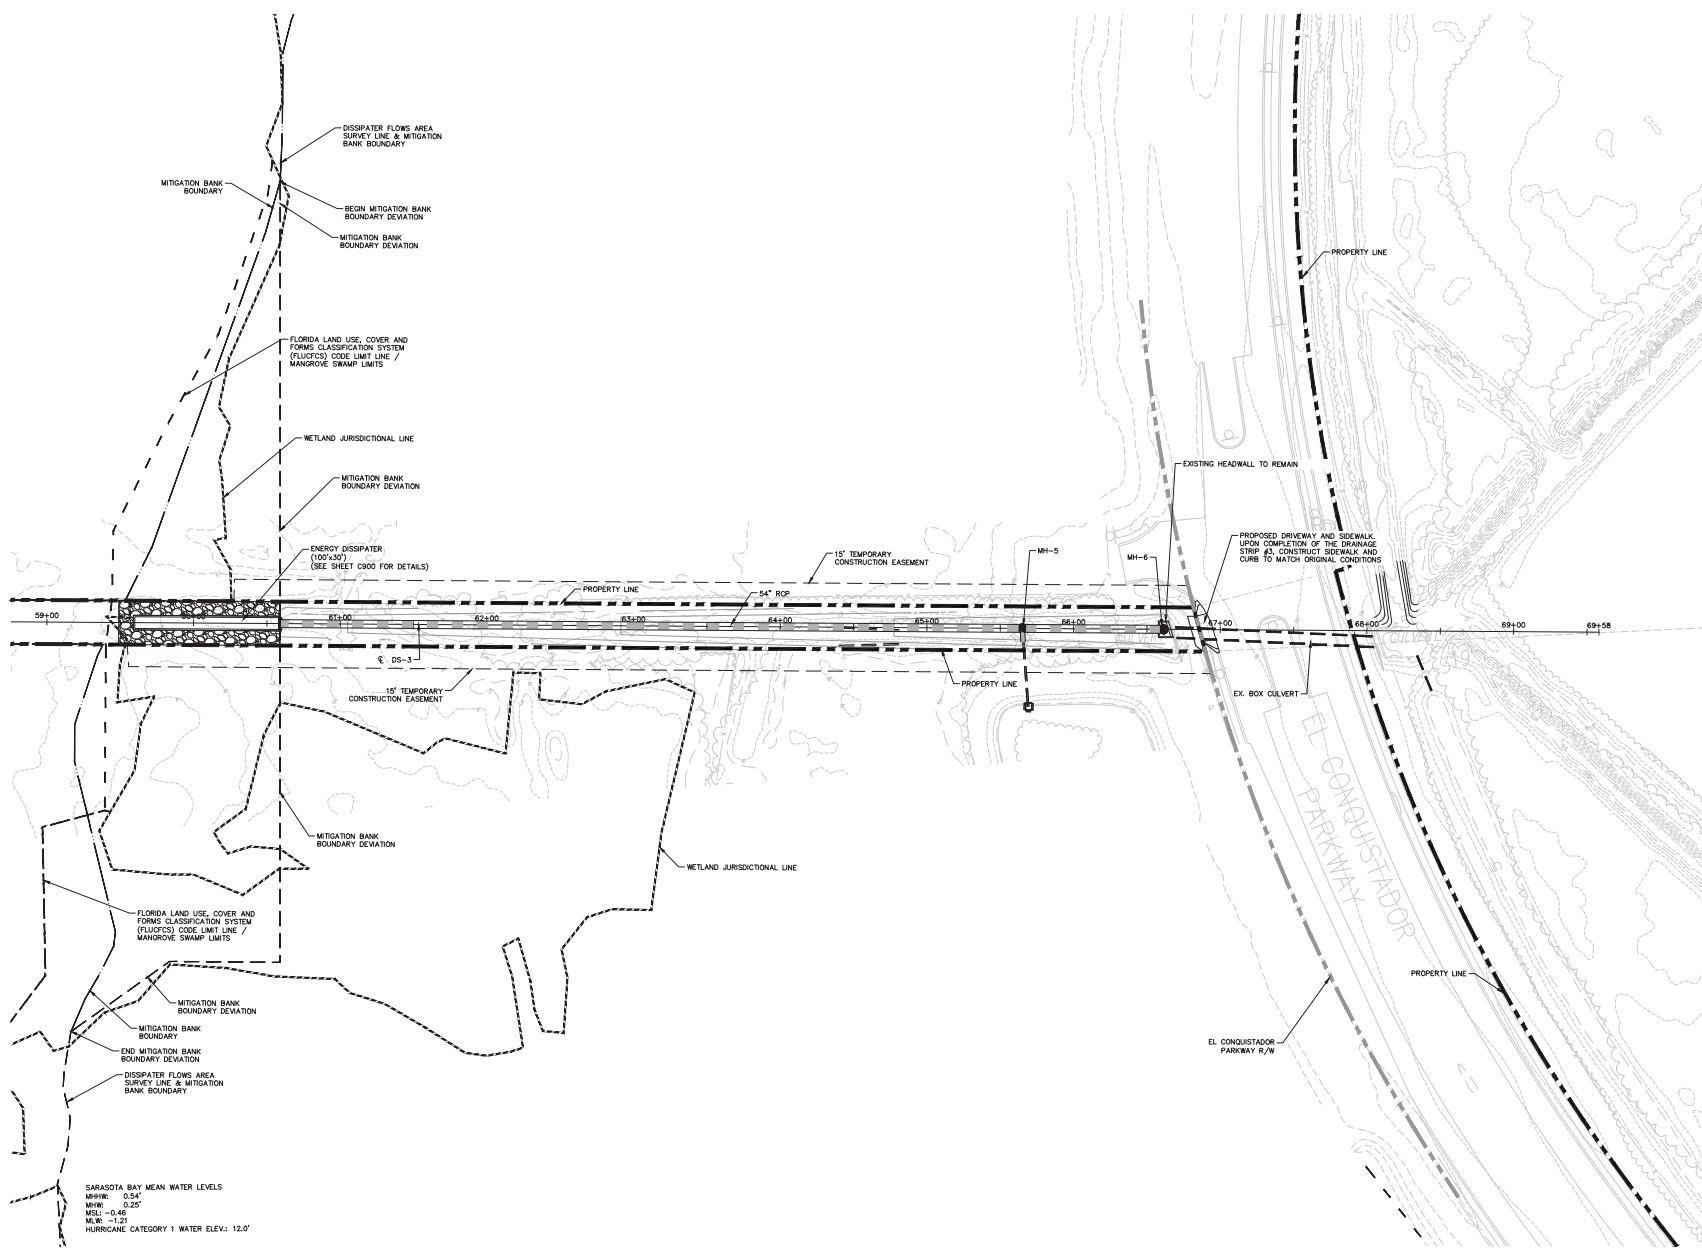 DISSIPATER FLOWS AREA
SURVEY LINE & MITIGATION
BANK BOUNDARY
MITIGATION BANK
BOUNDARY
BEGIN MITIGATION BANK
BOUNDARY DEVIATION
MITIGATION BANK
BOUNDARY DEVIATION
PROPERTY LINE
FLORIDA LAND USE, COVER AND
FORMS CLASSIFICATION SYSTEM
(FLUCFCS) CODE LIMIT LINE /
MANGROVE SWAMP LIMITS
WETLAND JURISDICTIONAL LINE
MITIGATION BANK
BOUNDARY DEVIATION
EXISTING HEADWALL TO REMAIN
ENERGY DISSIPATER
(100'x30')
(SEE SHEET C900 FOR DETAILS)
15' TEMPORARY
CONSTRUCTION EASEMENT
MH-5
MH-6
PROPOSED DRIVEWAY AND SIDEWALK.
UPON COMPLETION OF THE DRAINAGE
STRIP #3, CONSTRUCT SIDEWALK AND
CURB TO MATCH ORIGINAL CONDITIONS
PROPERTY LINE
54" RCP
59+00
61+00
62+00
63+00
64+00
65+00
66+00
67+00
68+00
69+00
69+58
℄ DS-3
15' TEMPORARY
CONSTRUCTION EASEMENT
PROPERTY LINE
EX. BOX CULVERT
EL CONQUISTADOR
PARKWAY
MITIGATION BANK
BOUNDARY DEVIATION
WETLAND JURISDICTIONAL LINE
FLORIDA LAND USE, COVER AND
FORMS CLASSIFICATION SYSTEM
(FLUCFCS) CODE LIMIT LINE /
MANGROVE SWAMP LIMITS
PROPERTY LINE
MITIGATION BANK
BOUNDARY DEVIATION
MITIGATION BANK
BOUNDARY
EL CONQUISTADOR
PARKWAY R/W
END MITIGATION BANK
BOUNDARY DEVIATION
DISSIPATER FLOWS AREA
SURVEY LINE & MITIGATION
BANK BOUNDARY
SARASOTA BAY MEAN WATER LEVELS
MHHW: 0.54'
MHW: 0.25'
MSL: -0.46
MLW: -1.21
HURRICANE CATEGORY 1 WATER ELEV.: 12.0'